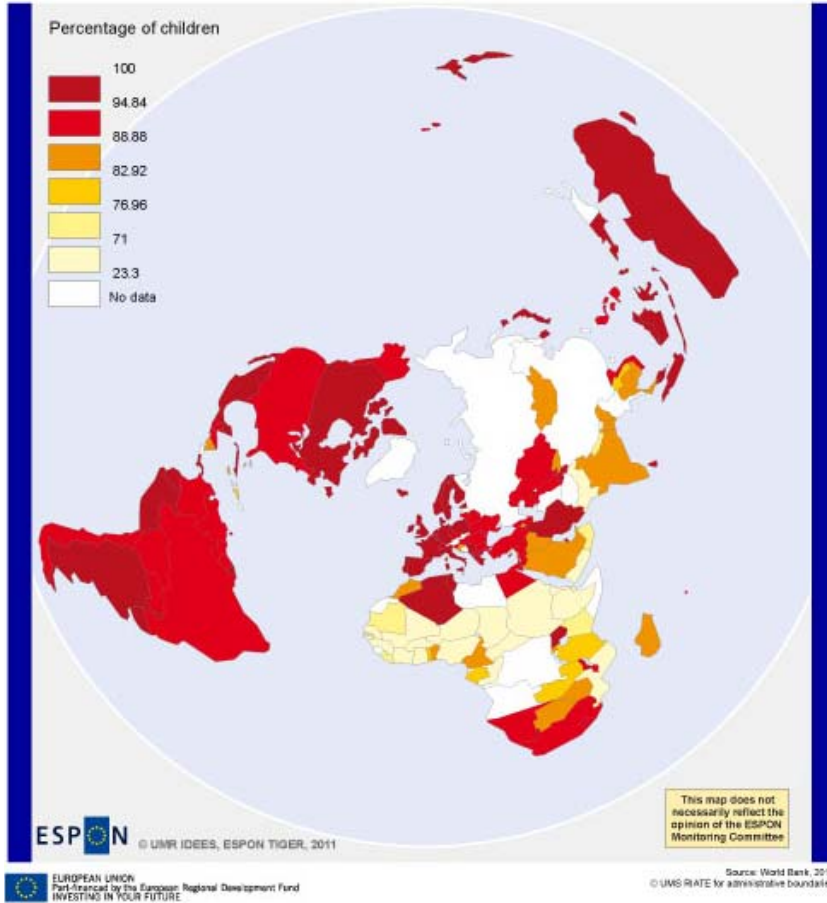 Percentage of children
100
94.84
88.88
82.92
76.96
71
23.3
No data
This map does not
necessarily reflect the
opinion of the ESPON
Monitoring Committee
ESPON © UMR IDEES, ESPON TIGER, 2011
EUROPEAN UNION
Part-financed by the European Regional Development Fund
INVESTING IN YOUR FUTURE
Source: World Bank,
© UMS RIATE for administrative